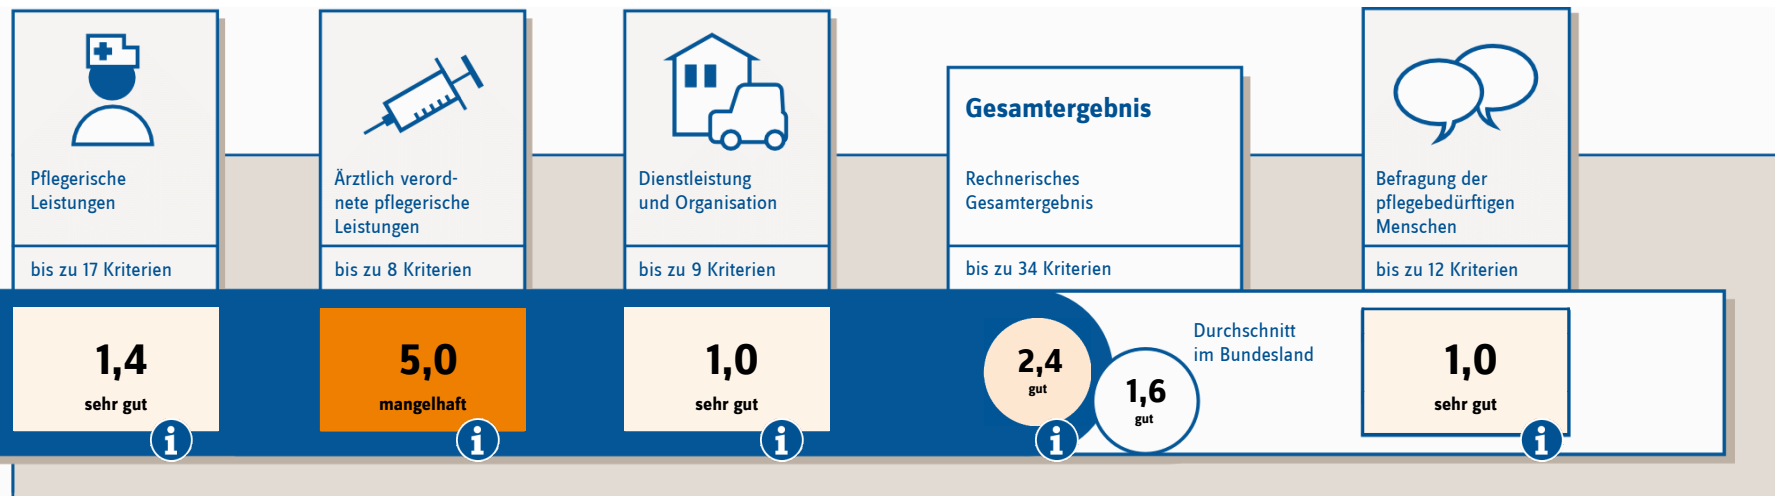 Pflegerische
Leistungen
bis zu 17 Kriterien
1,4
sehr gut
i
Ärztlich verord-
nete pflegerische
Leistungen
bis zu 8 Kriterien
5,0
mangelhaft
i
Dienstleistung
und Organisation
bis zu 9 Kriterien
1,0
sehr gut
i
Gesamtergebnis
Rechnerisches
Gesamtergebnis
bis zu 34 Kriterien
2,4
gut
i
1,6
gut
Durchschnitt
im Bundesland
Befragung der
pflegebedürftigen
Menschen
bis zu 12 Kriterien
1,0
sehr gut
i